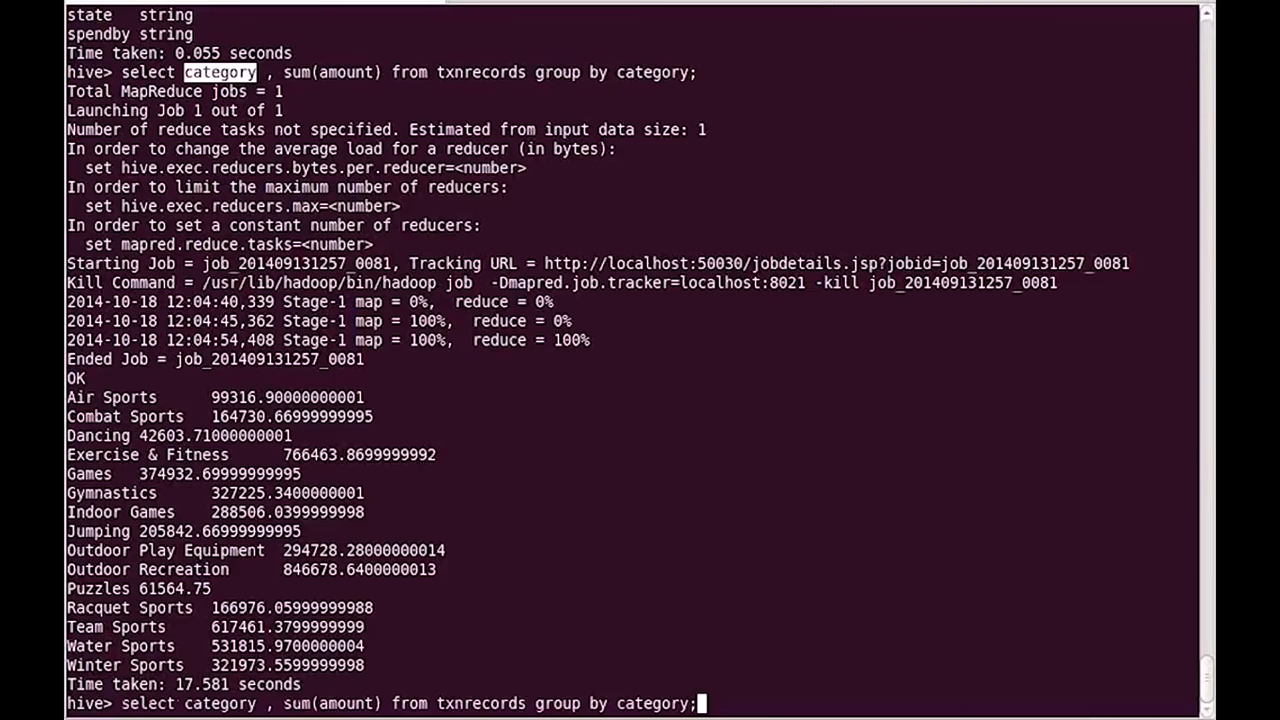 state   string
spendby string
Time taken: 0.055 seconds
hive> select category , sum(amount) from txnrecords group by category;
Total MapReduce jobs = 1
Launching Job 1 out of 1
Number of reduce tasks not specified. Estimated from input data size: 1
In order to change the average load for a reducer (in bytes):
  set hive.exec.reducers.bytes.per.reducer=<number>
In order to limit the maximum number of reducers:
  set hive.exec.reducers.max=<number>
In order to set a constant number of reducers:
  set mapred.reduce.tasks=<number>
Starting Job = job_201409131257_0081, Tracking URL = http://localhost:50030/jobdetails.jsp?jobid=job_201409131257_0081
Kill Command = /usr/lib/hadoop/bin/hadoop job  -Dmapred.job.tracker=localhost:8021 -kill job_201409131257_0081
2014-10-18 12:04:40,339 Stage-1 map = 0%,  reduce = 0%
2014-10-18 12:04:45,362 Stage-1 map = 100%,  reduce = 0%
2014-10-18 12:04:54,408 Stage-1 map = 100%,  reduce = 100%
Ended Job = job_201409131257_0081
OK
Air Sports      99316.90000000001
Combat Sports   164730.66999999995
Dancing 42603.71000000001
Exercise & Fitness      766463.8699999992
Games   374932.69999999995
Gymnastics      327225.3400000001
Indoor Games    288506.0399999998
Jumping 205842.66999999995
Outdoor Play Equipment  294728.28000000014
Outdoor Recreation      846678.6400000013
Puzzles 61564.75
Racquet Sports  166976.05999999988
Team Sports     617461.3799999999
Water Sports    531815.9700000004
Winter Sports   321973.5599999998
Time taken: 17.581 seconds
hive> select category , sum(amount) from txnrecords group by category;